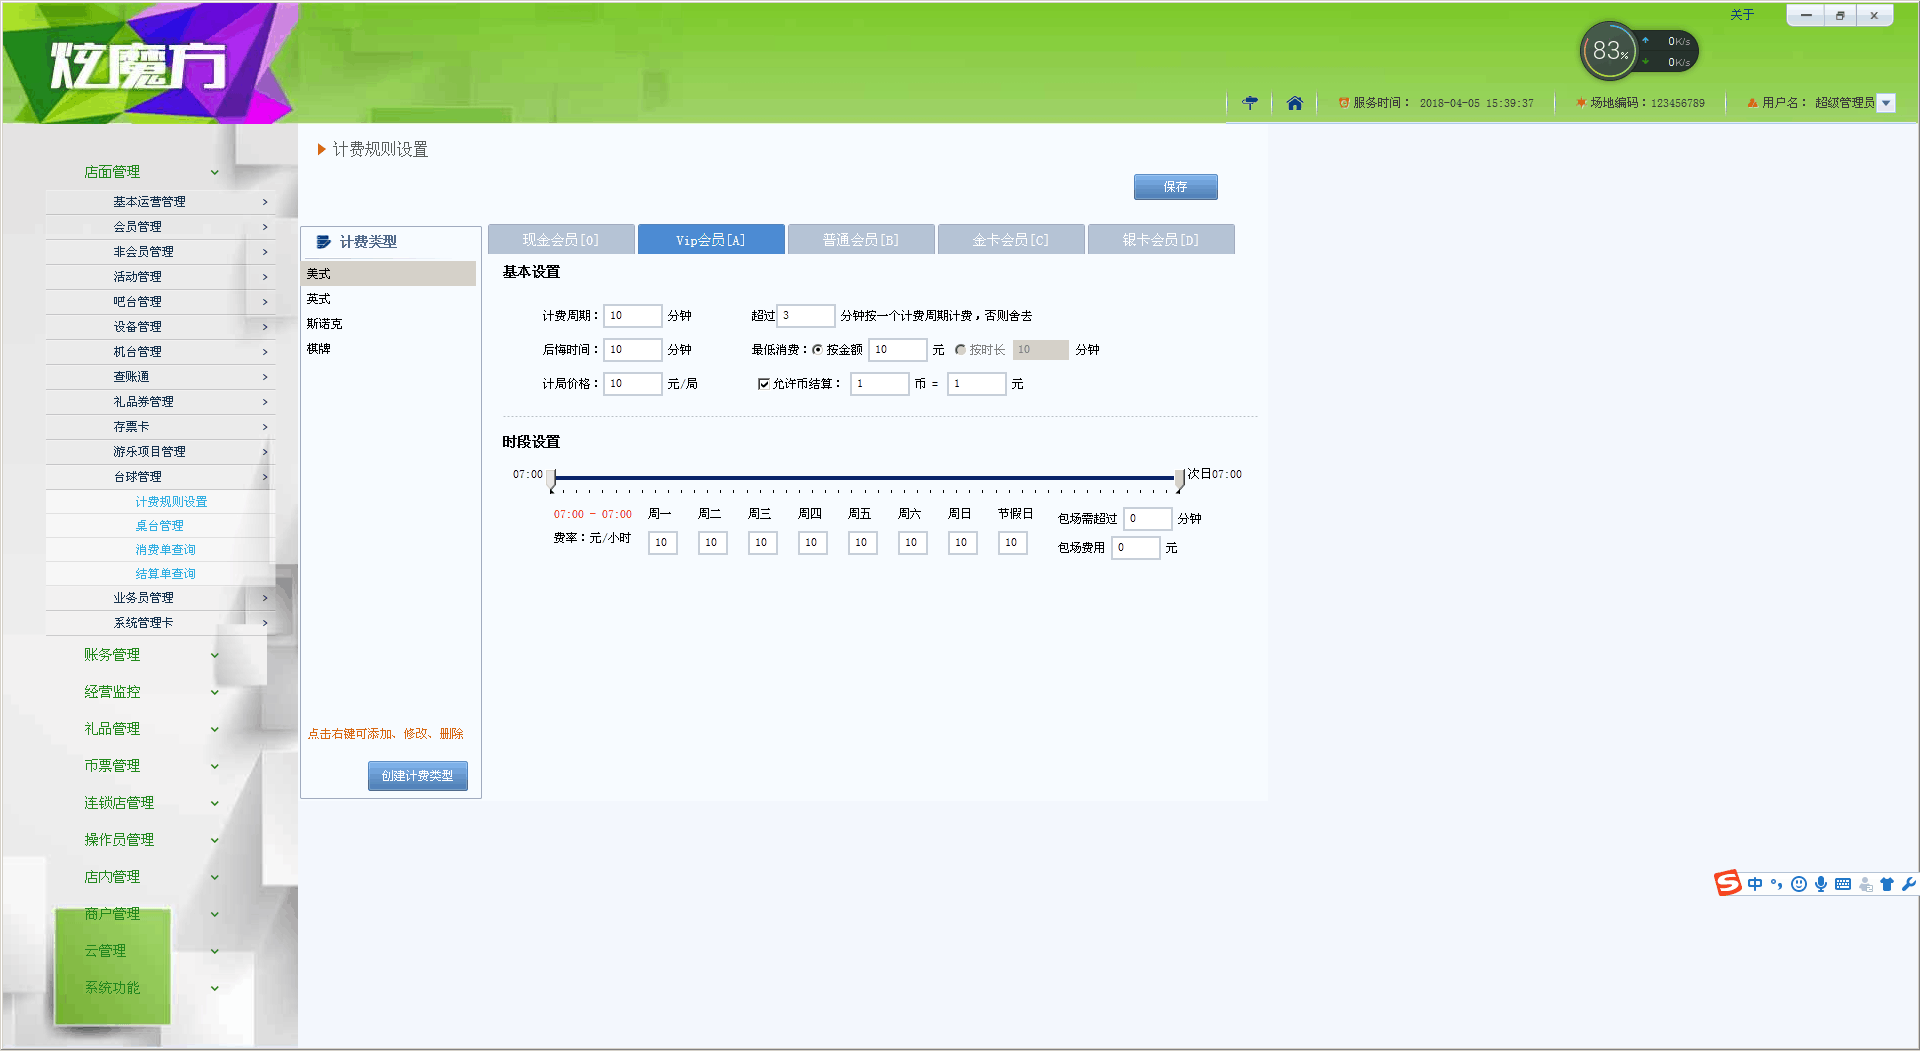 关于
炫魔方
83%
0K/s
0K/s
服务时间： 2018-04-05 15:39:37
场地编码：123456789
用户名： 超级管理员
店面管理
基本运营管理
会员管理
非会员管理
活动管理
吧台管理
设备管理
机台管理
查账通
礼品券管理
存票卡
游乐项目管理
台球管理
计费规则设置
桌台管理
消费单查询
结算单查询
业务员管理
系统管理卡
账务管理
经营监控
礼品管理
币票管理
连锁店管理
操作员管理
店内管理
商户管理
云管理
系统功能
计费规则设置
保存
计费类型
美式
英式
斯诺克
棋牌
点击右键可添加、修改、删除
创建计费类型
现金会员[0] Vip会员[A] 普通会员[B] 金卡会员[C] 银卡会员[D]
基本设置
计费周期： 10 分钟 超过 3 分钟按一个计费周期计费，否则舍去
后悔时间： 10 分钟 最低消费： 按金额 10 元 按时长 10 分钟
计局价格： 10 元/局 允许币结算： 1 币 = 1 元
时段设置
07:00 次日07:00
07:00 - 07:00 周一 周二 周三 周四 周五 周六 周日 节假日 包场需超过 0 分钟
费率：元/小时 10 10 10 10 10 10 10 10 包场费用 0 元
中